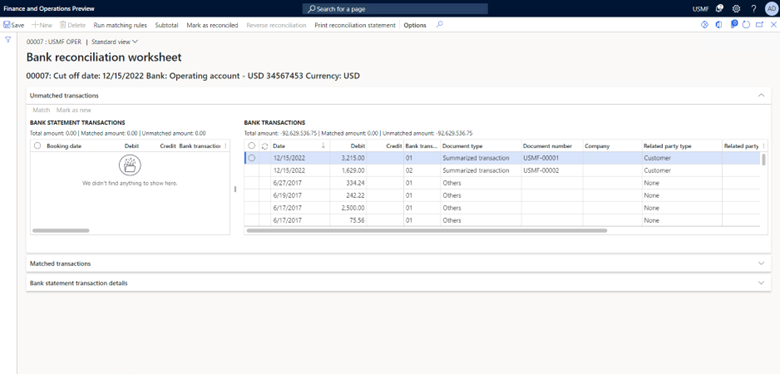 Finance and Operations Preview
Search for a page
USMF
AD
Save
New
Delete
Run matching rules
Subtotal
Mark as reconciled
Reverse reconciliation
Print reconciliation statement
Options
00007 : USMF OPER | Standard view
Bank reconciliation worksheet
00007: Cut off date: 12/15/2022 Bank: Operating account - USD 34567453 Currency: USD
Unmatched transactions
Match Mark as new
BANK STATEMENT TRANSACTIONS
Total amount: 0.00 | Matched amount: 0.00 | Unmatched amount: 0.00
Booking date Debit Credit Bank transactio
We didn't find anything to show here.
BANK TRANSACTIONS
Total amount: -92,629,536.75 | Matched amount: 0.00 | Unmatched amount: -92,629,536.75
Date Debit Credit Bank trans... Document type Document number Company Related party type Related party
12/15/2022 3,215.00 01 Summarized transaction USMF-00001 Customer
12/15/2022 1,629.00 02 Summarized transaction USMF-00002 Customer
6/27/2017 334.24 01 Others None
6/19/2017 242.22 01 Others None
6/17/2017 2,500.00 01 Others None
6/17/2017 75.56 01 Others None
Matched transactions
Bank statement transaction details